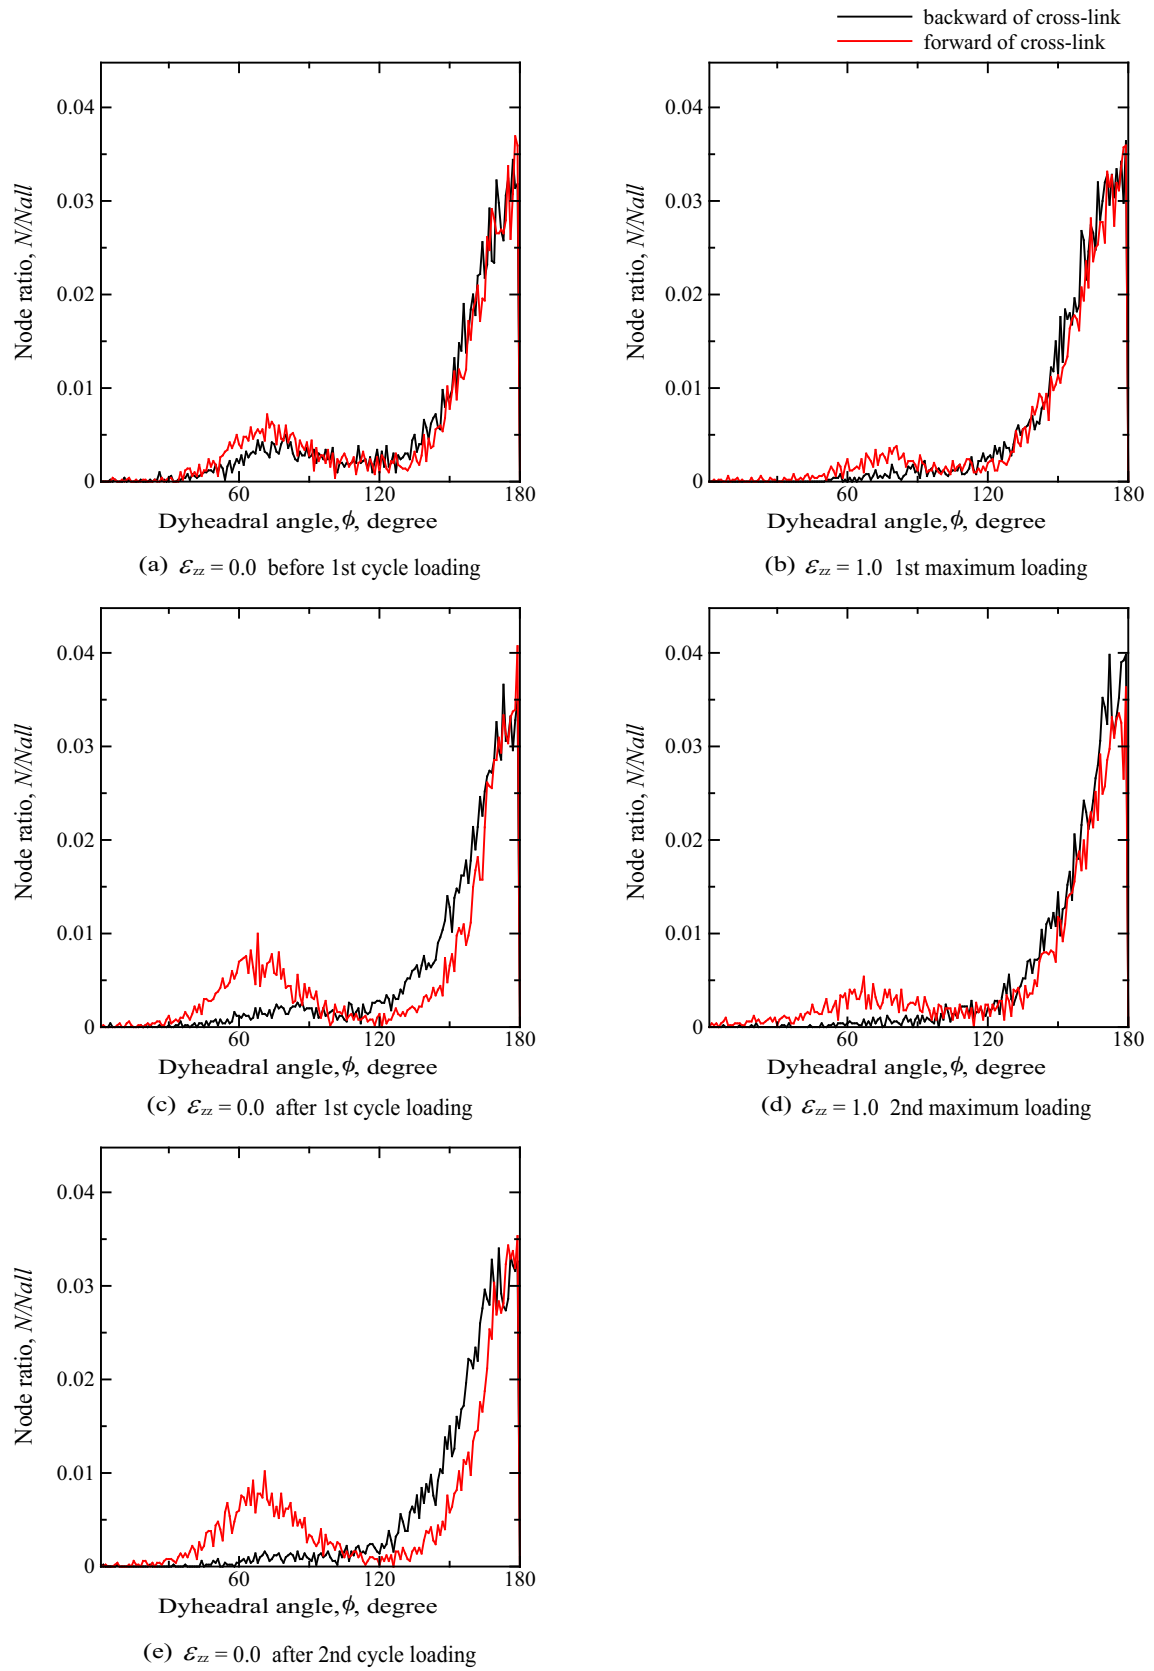 backward of cross-link
forward of cross-link
0.04
0.03
0.02
0.01
0
Node ratio, N/Nall
60 120 180
Dyheadral angle, ϕ, degree
(a) εzz = 0.0 before 1st cycle loading
0.04
0.03
0.02
0.01
0
Node ratio, N/Nall
60 120 180
Dyheadral angle, ϕ, degree
(b) εzz = 1.0 1st maximum loading
0.04
0.03
0.02
0.01
0
Node ratio, N/Nall
60 120 180
Dyheadral angle, ϕ, degree
(c) εzz = 0.0 after 1st cycle loading
0.04
0.03
0.02
0.01
0
Node ratio, N/Nall
60 120 180
Dyheadral angle, ϕ, degree
(d) εzz = 1.0 2nd maximum loading
0.04
0.03
0.02
0.01
0
Node ratio, N/Nall
60 120 180
Dyheadral angle, ϕ, degree
(e) εzz = 0.0 after 2nd cycle loading